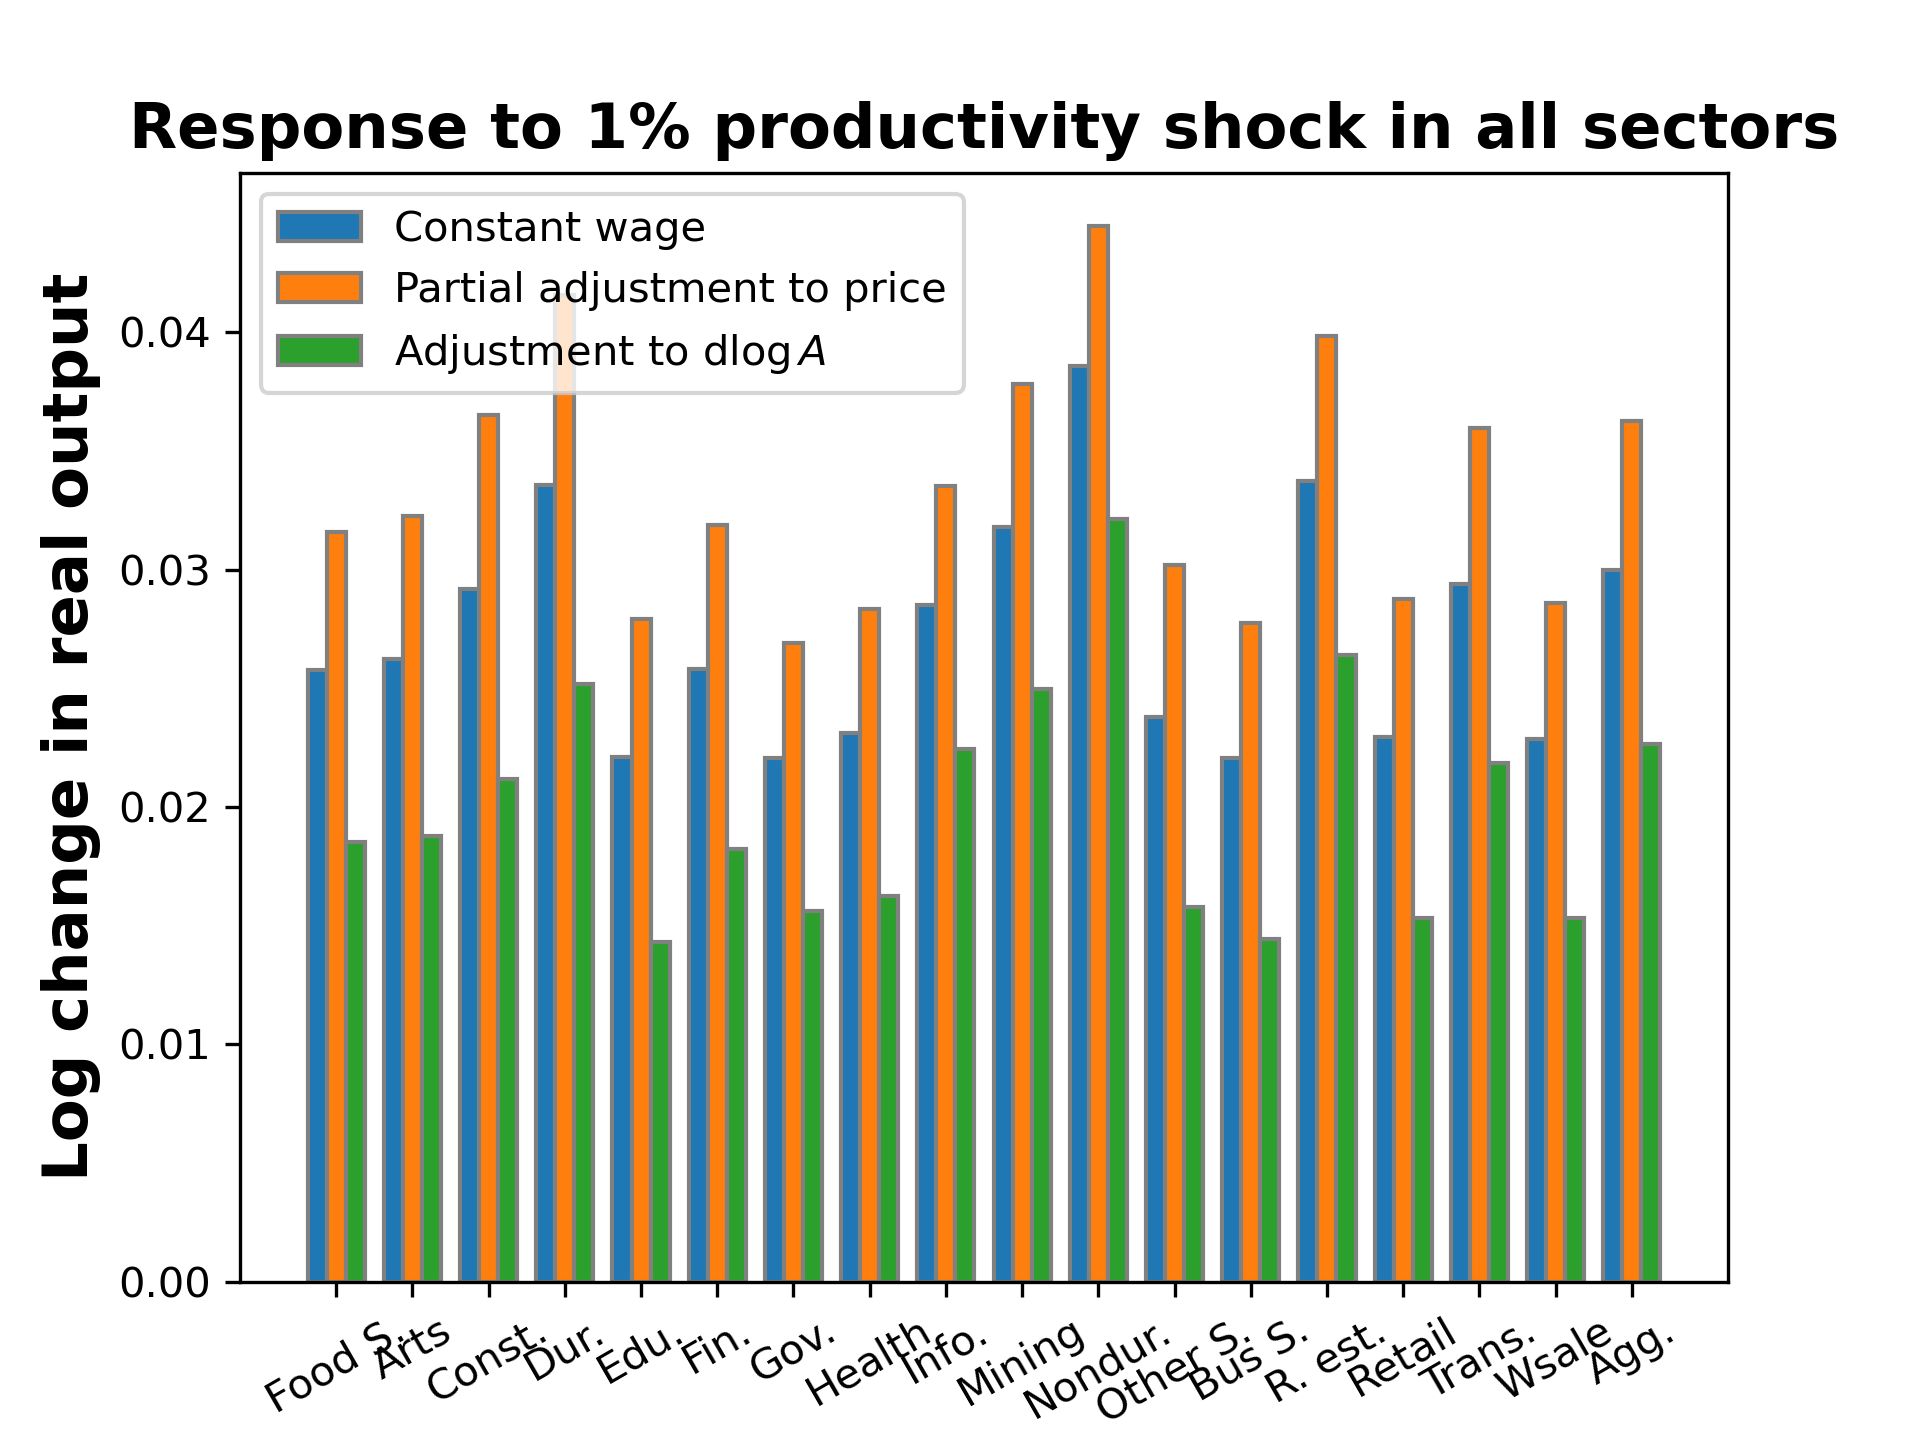 Response to 1% productivity shock in all sectors
Constant wage
Partial adjustment to price
Adjustment to dlog A
Log change in real output
0.04
0.03
0.02
0.01
0.00
Food S.
Arts
Const.
Dur.
Edu.
Fin.
Gov.
Health
Info.
Mining
Nondur.
Other S.
Bus S.
R. est.
Retail
Trans.
Wsale
Agg.